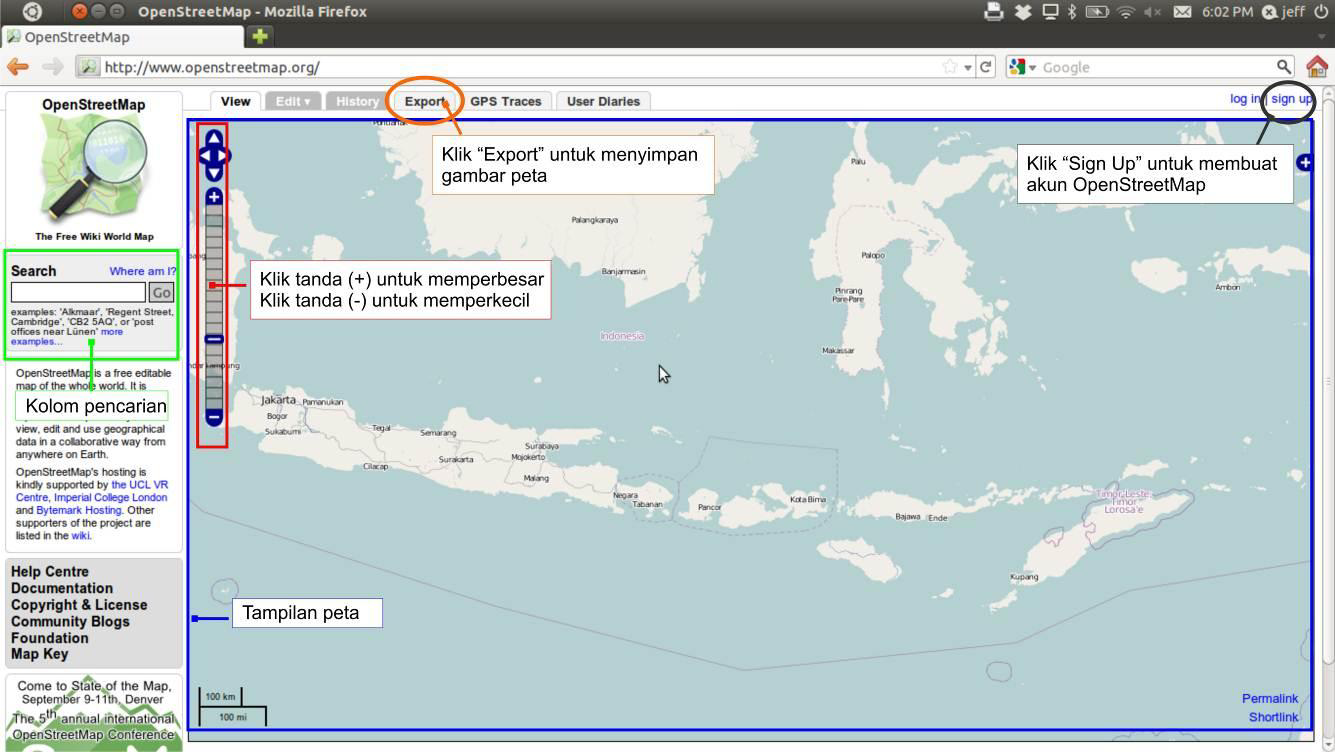 OpenStreetMap - Mozilla Firefox
6:02 PM jeff
OpenStreetMap
http://www.openstreetmap.org/
Google
OpenStreetMap
The Free Wiki World Map
View Edit History Export GPS Traces User Diaries
log in | sign up
Klik “Export” untuk menyimpan
gambar peta
Klik “Sign Up” untuk membuat
akun OpenStreetMap
Search Where am I?
Go
examples: 'Alkmaar', 'Regent Street,
Cambridge', 'CB2 5AQ', or 'post
offices near Lünen' more
examples...
Kolom pencarian
OpenStreetMap is a free editable
map of the whole world. It is
view, edit and use geographical
data in a collaborative way from
anywhere on Earth.
OpenStreetMap's hosting is
kindly supported by the UCL VR
Centre, Imperial College London
and Bytemark Hosting. Other
supporters of the project are
listed in the wiki.
Help Centre
Documentation
Copyright & License
Community Blogs
Foundation
Map Key
Come to State of the Map,
September 9-11th, Denver
The 5th annual international
OpenStreetMap Conference
Klik tanda (+) untuk memperbesar
Klik tanda (-) untuk memperkecil
Tampilan peta
Palu
Palangkaraya
Palopo
Banjarmasin
Pinrang
Pare-Pare
Ambon
Indonesia
Makassar
Jakarta
Pamanukan
Bogor
Sukabumi
Tegal
Semarang
Cilacap
Surakarta
Surabaya
Mojokerto
Malang
Negara
Tabanan
Pancor
Kota Bima
Bajawa
Ende
Timor-Leste,
Timor
Lorosa'e
Kupang
100 km
100 mi
Permalink
Shortlink